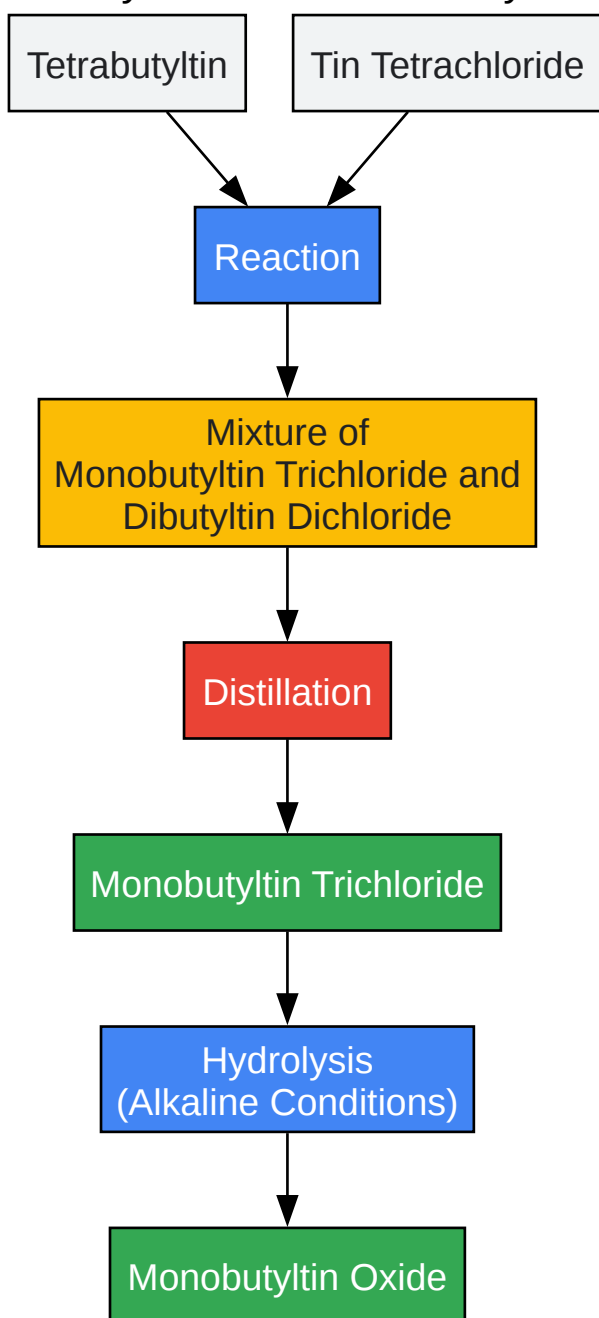 Tetrabutyltin
Tin Tetrachloride
Reaction
Mixture of
Monobutyltin Trichloride and
Dibutyltin Dichloride
Distillation
Monobutyltin Trichloride
Hydrolysis
(Alkaline Conditions)
Monobutyltin Oxide